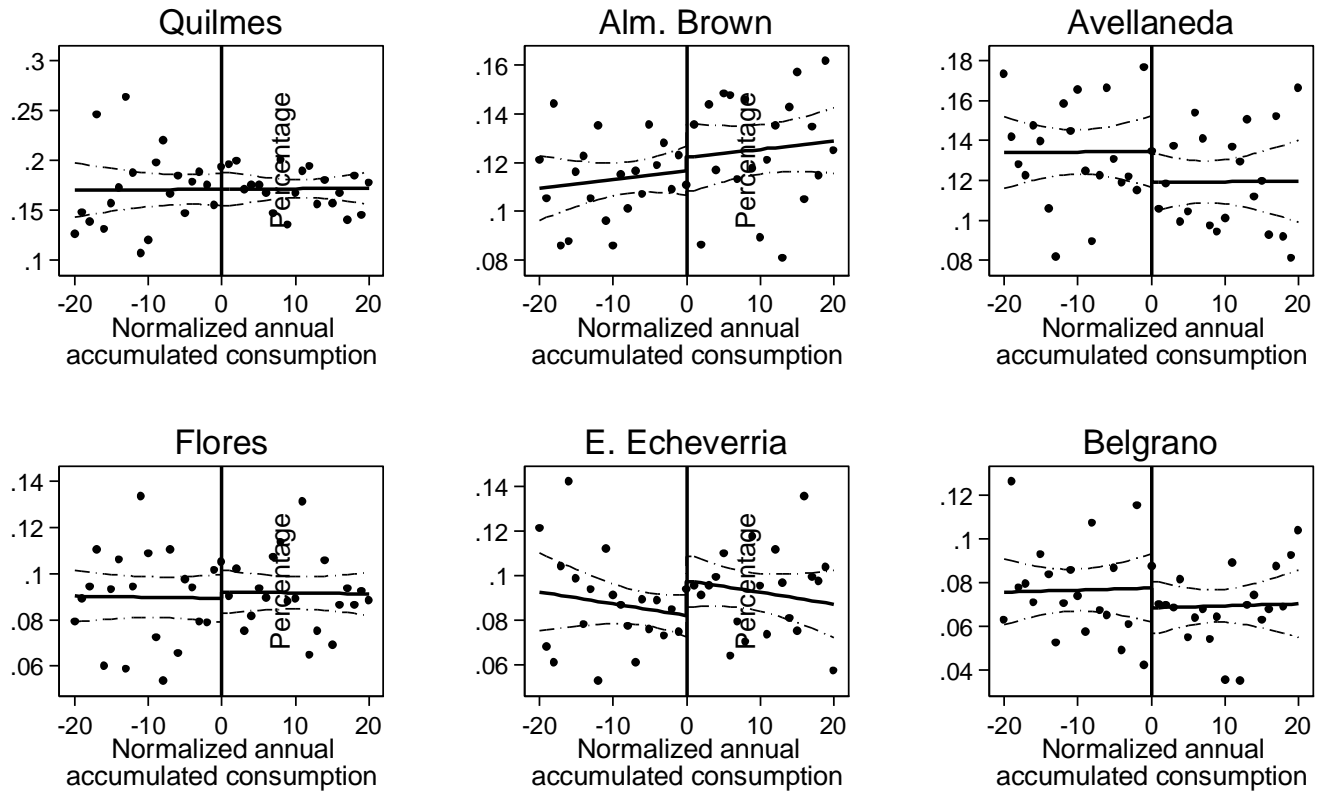 Quilmes
.3
.25
.2
.15
.1
-20 -10 0 10 20
Normalized annual
accumulated consumption
Alm. Brown
Percentage
.16
.14
.12
.1
.08
-20 -10 0 10 20
Normalized annual
accumulated consumption
Avellaneda
Percentage
.18
.16
.14
.12
.1
.08
-20 -10 0 10 20
Normalized annual
accumulated consumption
Flores
.14
.12
.1
.08
.06
-20 -10 0 10 20
Normalized annual
accumulated consumption
E. Echeverria
Percentage
.14
.12
.1
.08
.06
-20 -10 0 10 20
Normalized annual
accumulated consumption
Belgrano
Percentage
.12
.1
.08
.06
.04
-20 -10 0 10 20
Normalized annual
accumulated consumption